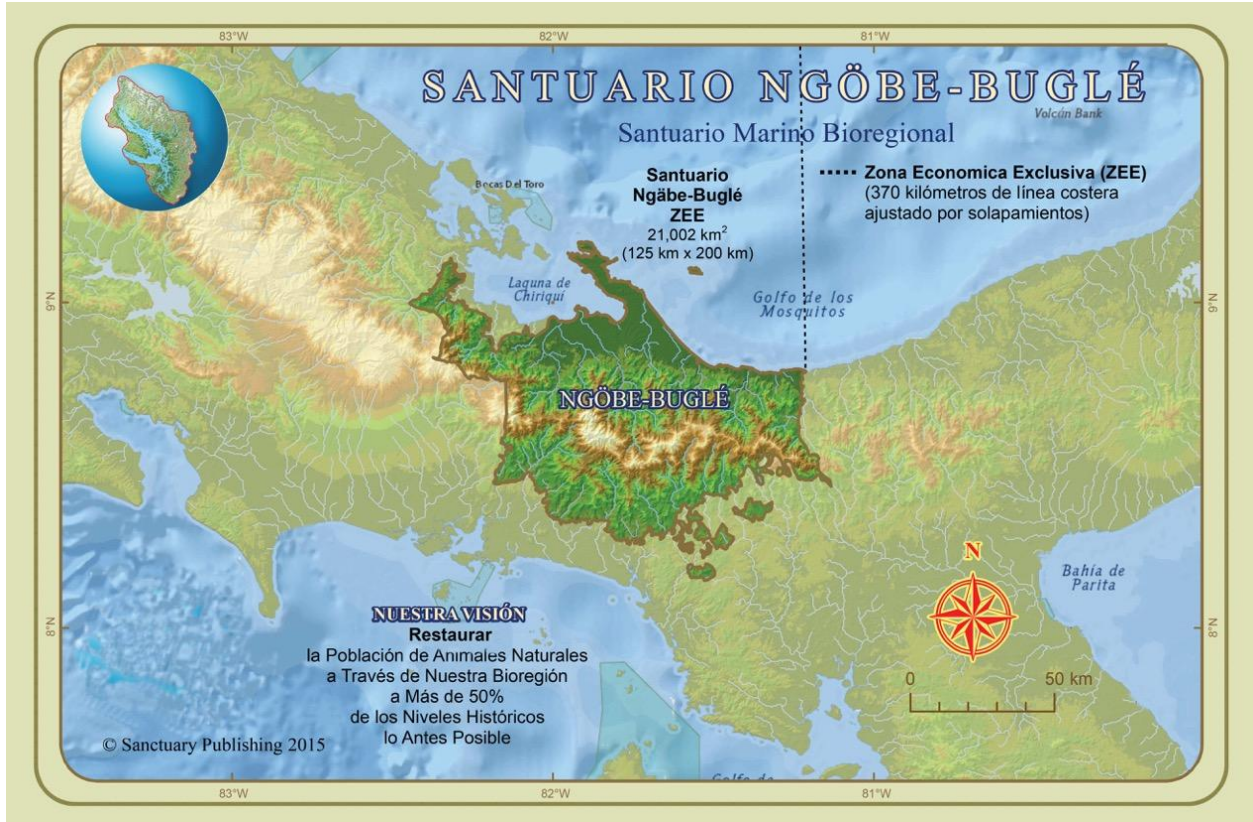 83°W
82°W
81°W
SANTUARIO NGÖBE-BUGLÉ
Volcán Bank
Santuario Marino Bioregional
Santuario
Ngäbe-Buglé
ZEE
21,002 km²
(125 km x 200 km)
Zona Economica Exclusiva (ZEE)
(370 kilómetros de línea costera
ajustado por solapamientos)
Bocas Del Toro
Laguna de
Chiriquí
Golfo de los
Mosquitos
9°N
9°N
NGÖBE-BUGLÉ
N
Bahía de
Parita
8°N
8°N
NUESTRA VISIÓN
Restaurar
la Población de Animales Naturales
a Través de Nuestra Bioregión
a Más de 50%
de los Niveles Históricos
lo Antes Posible
0 50 km
© Sanctuary Publishing 2015
Golfo de
83°W
82°W
81°W